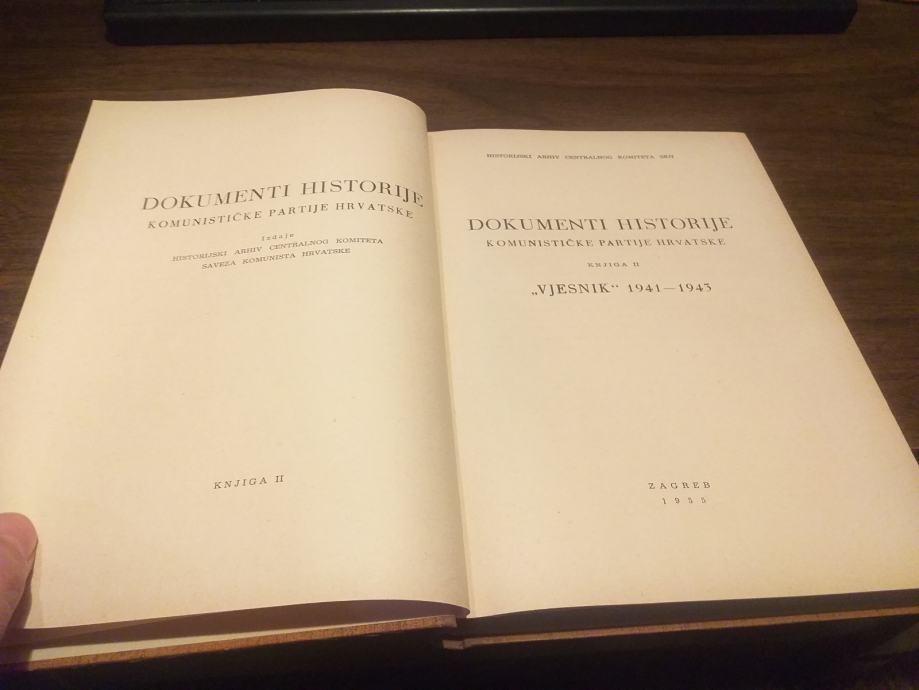 DOKUMENTI HISTORIJE
KOMUNISTIČKE PARTIJE HRVATSKE
Izdaje
HISTORIJSKI ARHIV CENTRALNOG KOMITETA
SAVEZA KOMUNISTA HRVATSKE
KNJIGA II
HISTORIJSKI ARHIV CENTRALNOG KOMITETA SKH
DOKUMENTI HISTORIJE
KOMUNISTIČKE PARTIJE HRVATSKE
KNJIGA II
„VJESNIK“ 1941—1943
ZAGREB
1955